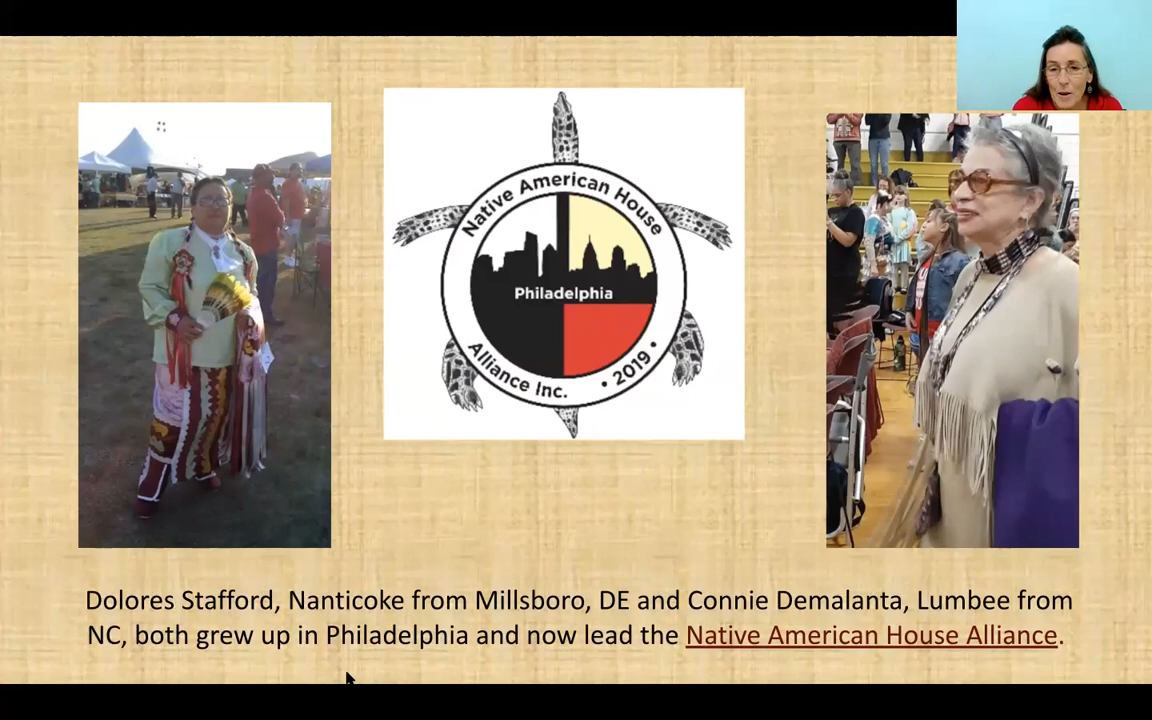 Native American House
Philadelphia
Alliance Inc. • 2019 •
Dolores Stafford, Nanticoke from Millsboro, DE and Connie Demalanta, Lumbee from
NC, both grew up in Philadelphia and now lead the Native American House Alliance.